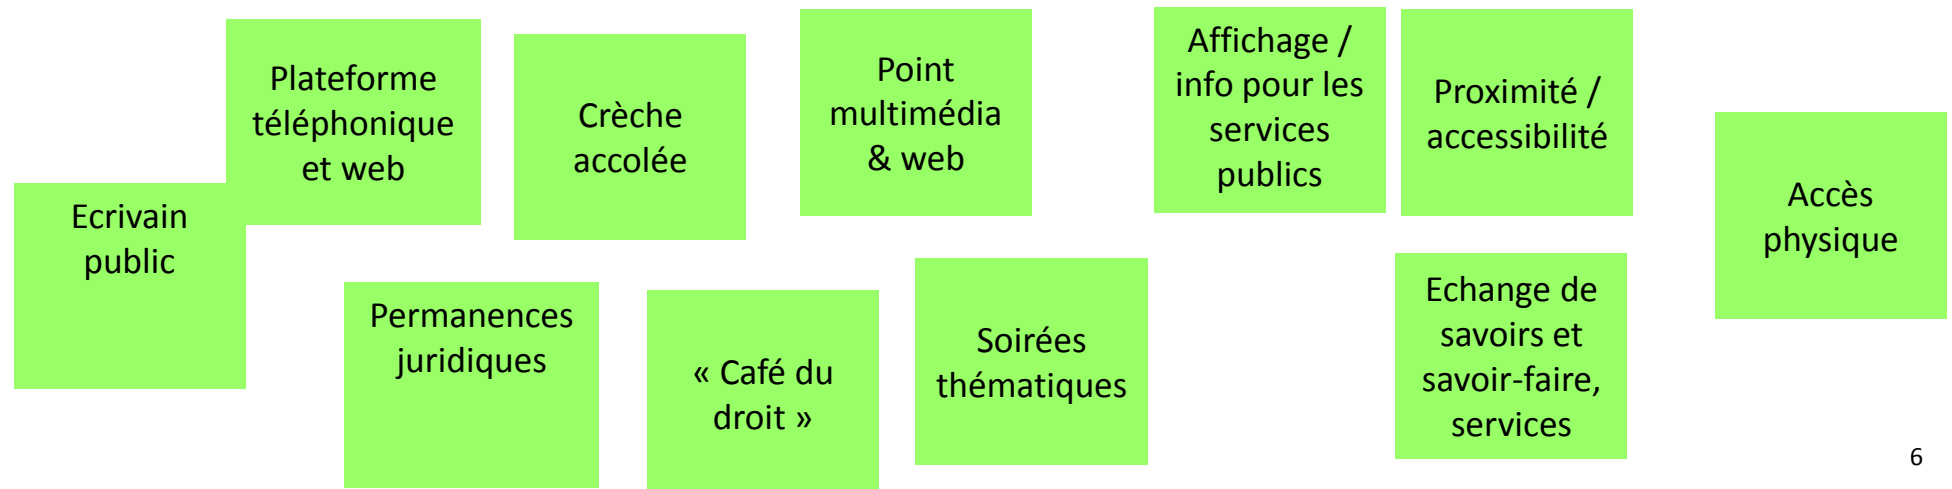 Ecrivain
public
Plateforme
téléphonique
et web
Crèche
accolée
Point
multimédia
& web
Affichage /
info pour les
services
publics
Proximité /
accessibilité
Accès
physique
Permanences
juridiques
« Café du
droit »
Soirées
thématiques
Echange de
savoirs et
savoir-faire,
services
6